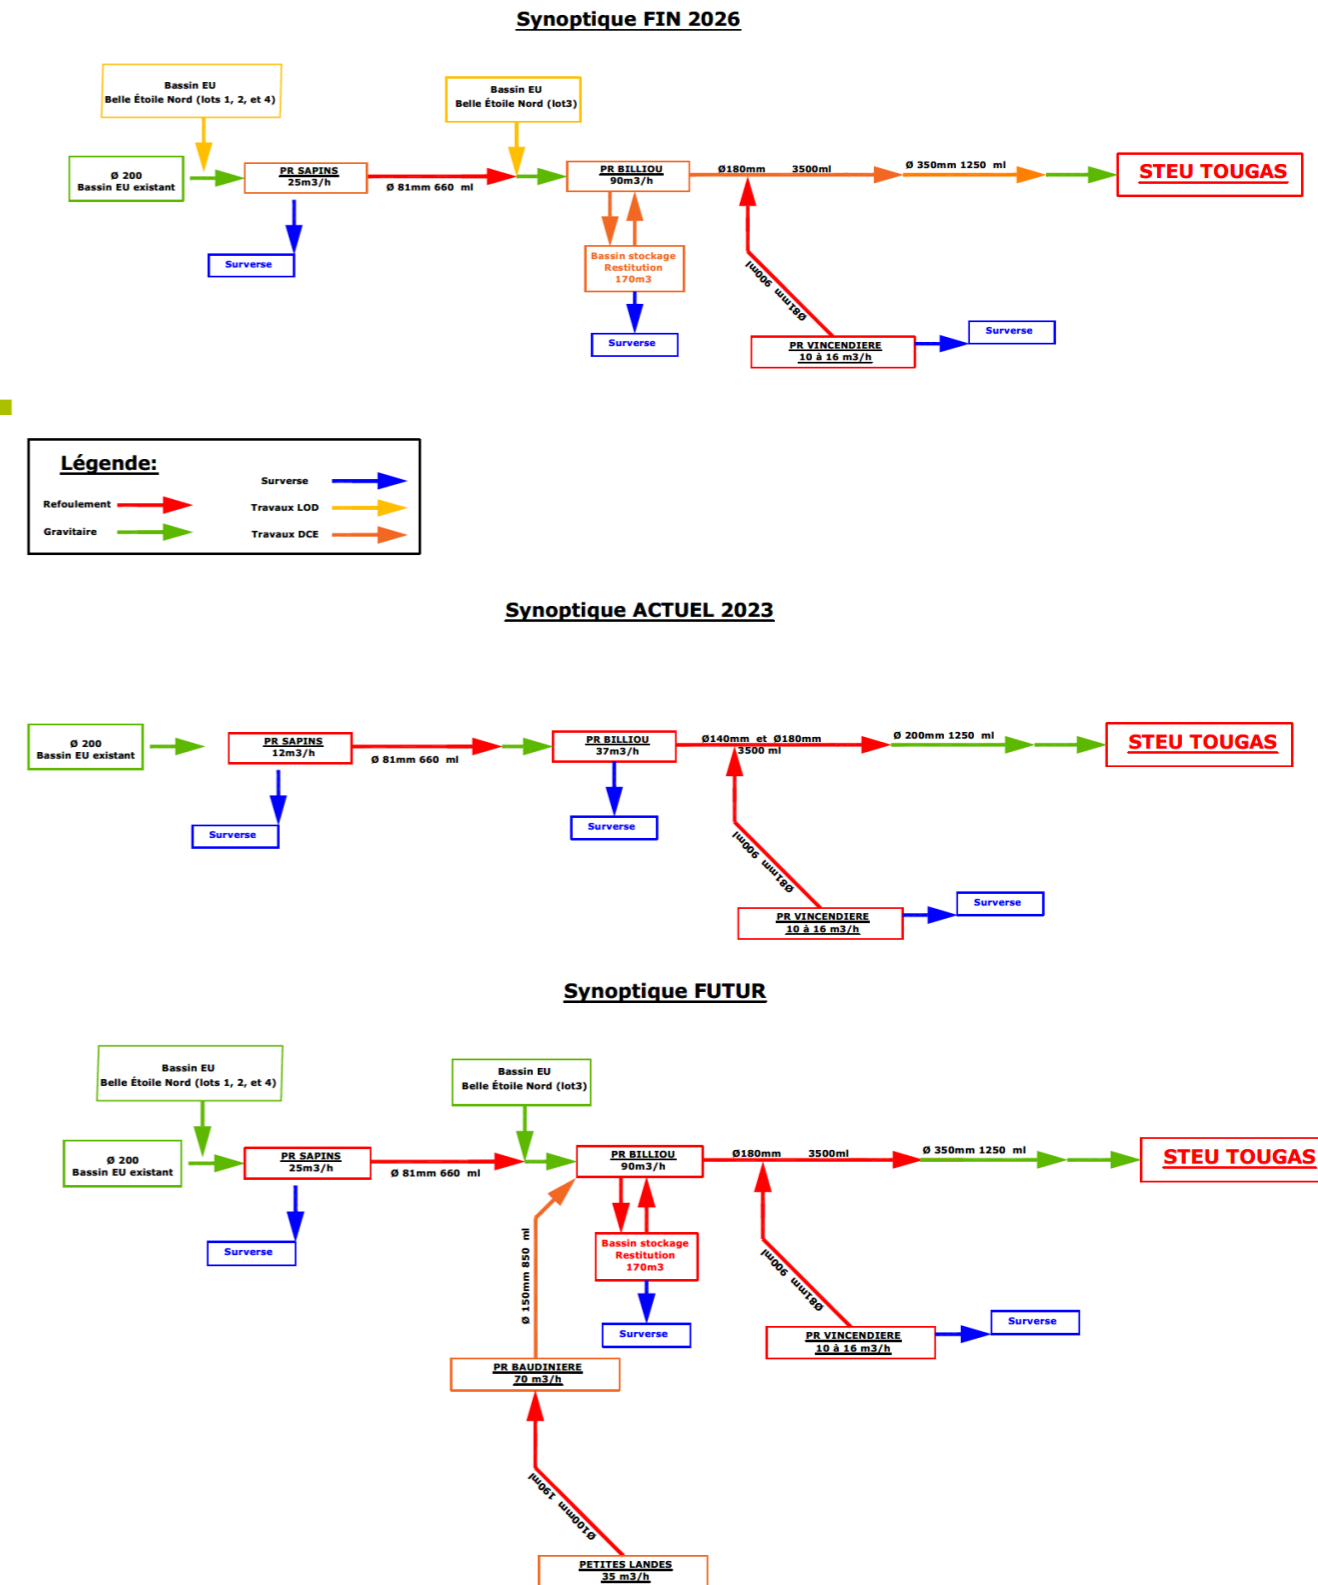 Synoptique FIN 2026
Bassin EU
Belle Étoile Nord (lots 1, 2, et 4)
Bassin EU
Belle Étoile Nord (lot3)
Ø 200
Bassin EU existant
PR SAPINS
25m3/h
Ø 81mm 660 ml
PR BILLIOU
90m3/h
Ø180mm 3500ml
Ø 350mm 1250 ml
STEU TOUGAS
Surverse
Bassin stockage
Restitution
170m3
Surverse
Ø81mm 900ml
PR VINCENDIERE
10 à 16 m3/h
Surverse
Légende:
Refoulement
Gravitaire
Surverse
Travaux LOD
Travaux DCE
Synoptique ACTUEL 2023
Ø 200
Bassin EU existant
PR SAPINS
12m3/h
Ø 81mm 660 ml
PR BILLIOU
37m3/h
Ø140mm et Ø180mm
3500 ml
Ø 200mm 1250 ml
STEU TOUGAS
Surverse
Surverse
Ø81mm 900ml
PR VINCENDIERE
10 à 16 m3/h
Surverse
Synoptique FUTUR
Bassin EU
Belle Étoile Nord (lots 1, 2, et 4)
Bassin EU
Belle Étoile Nord (lot3)
Ø 200
Bassin EU existant
PR SAPINS
25m3/h
Ø 81mm 660 ml
PR BILLIOU
90m3/h
Ø180mm 3500ml
Ø 350mm 1250 ml
STEU TOUGAS
Surverse
Bassin stockage
Restitution
170m3
Surverse
Ø81mm 900ml
PR VINCENDIERE
10 à 16 m3/h
Surverse
Ø 150mm 850 ml
PR BAUDINIERE
70 m3/h
Ø100mm 190ml
PETITES LANDES
35 m3/h